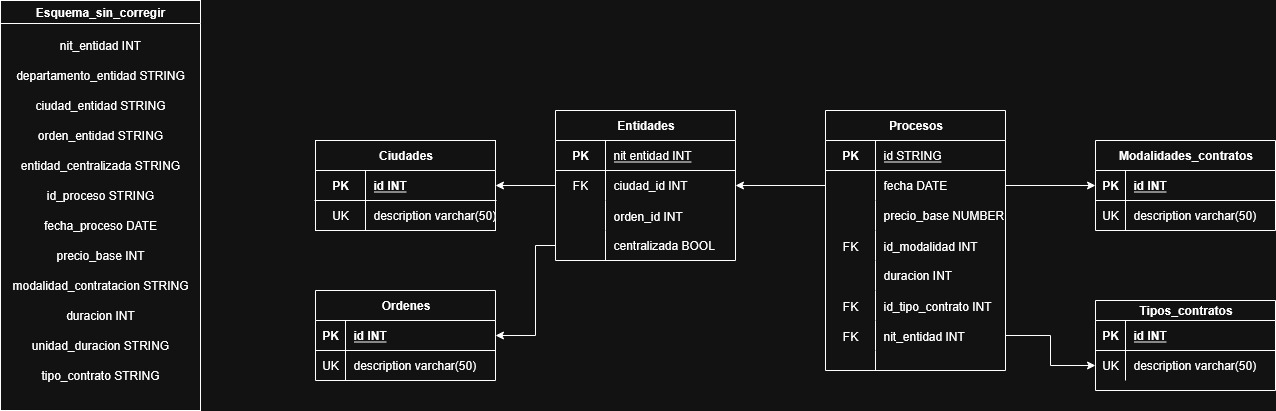 Esquema_sin_corregir
nit_entidad INT
departamento_entidad STRING
ciudad_entidad STRING
orden_entidad STRING
entidad_centralizada STRING
id_proceso STRING
fecha_proceso DATE
precio_base INT
modalidad_contratacion STRING
duracion INT
unidad_duracion STRING
tipo_contrato STRING
Ciudades
PK id INT
UK description varchar(50)
Ordenes
PK id INT
UK description varchar(50)
Entidades
PK nit entidad INT
FK ciudad_id INT
orden_id INT
centralizada BOOL
Procesos
PK id STRING
fecha DATE
precio_base NUMBER
FK id_modalidad INT
duracion INT
FK id_tipo_contrato INT
FK nit_entidad INT
Modalidades_contratos
PK id INT
UK description varchar(50)
Tipos_contratos
PK id INT
UK description varchar(50)